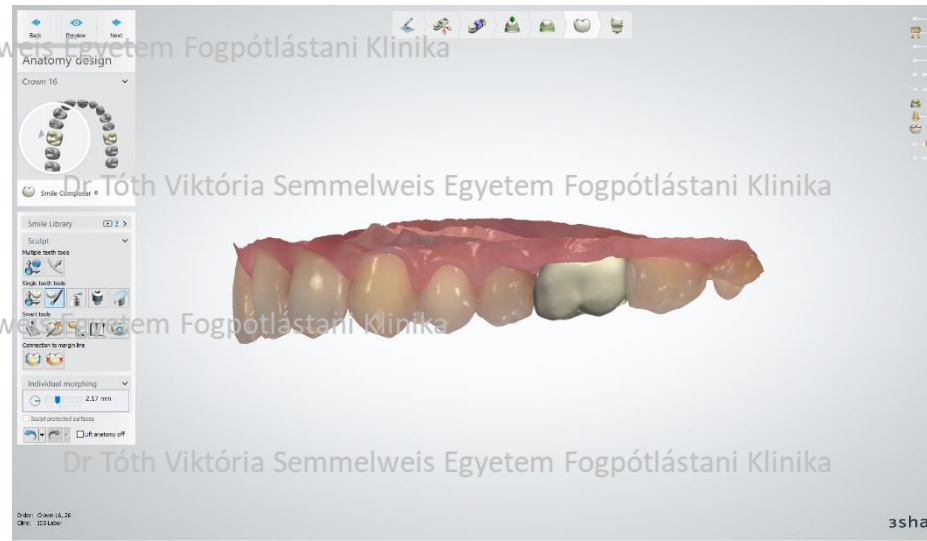 Back Preview Next
weis Egyetem Fogpótlástani Klinika
Anatomy design
Crown 16
Dr Tóth Viktória Semmelweis Egyetem Fogpótlástani Klinika
Smile Composer ®
Smile Library 2
Sculpt
Multiple teeth tools
Single tooth tools
Smart tools
weis Egyetem Fogpótlástani Klinika
Connection to margin line
Individual morphing
2.17 mm
Sculpt protected surfaces
Lift anatomy off
Dr Tóth Viktória Semmelweis Egyetem Fogpótlástani Klinika
Order: Crown 16, 26
Clinic:
3sha